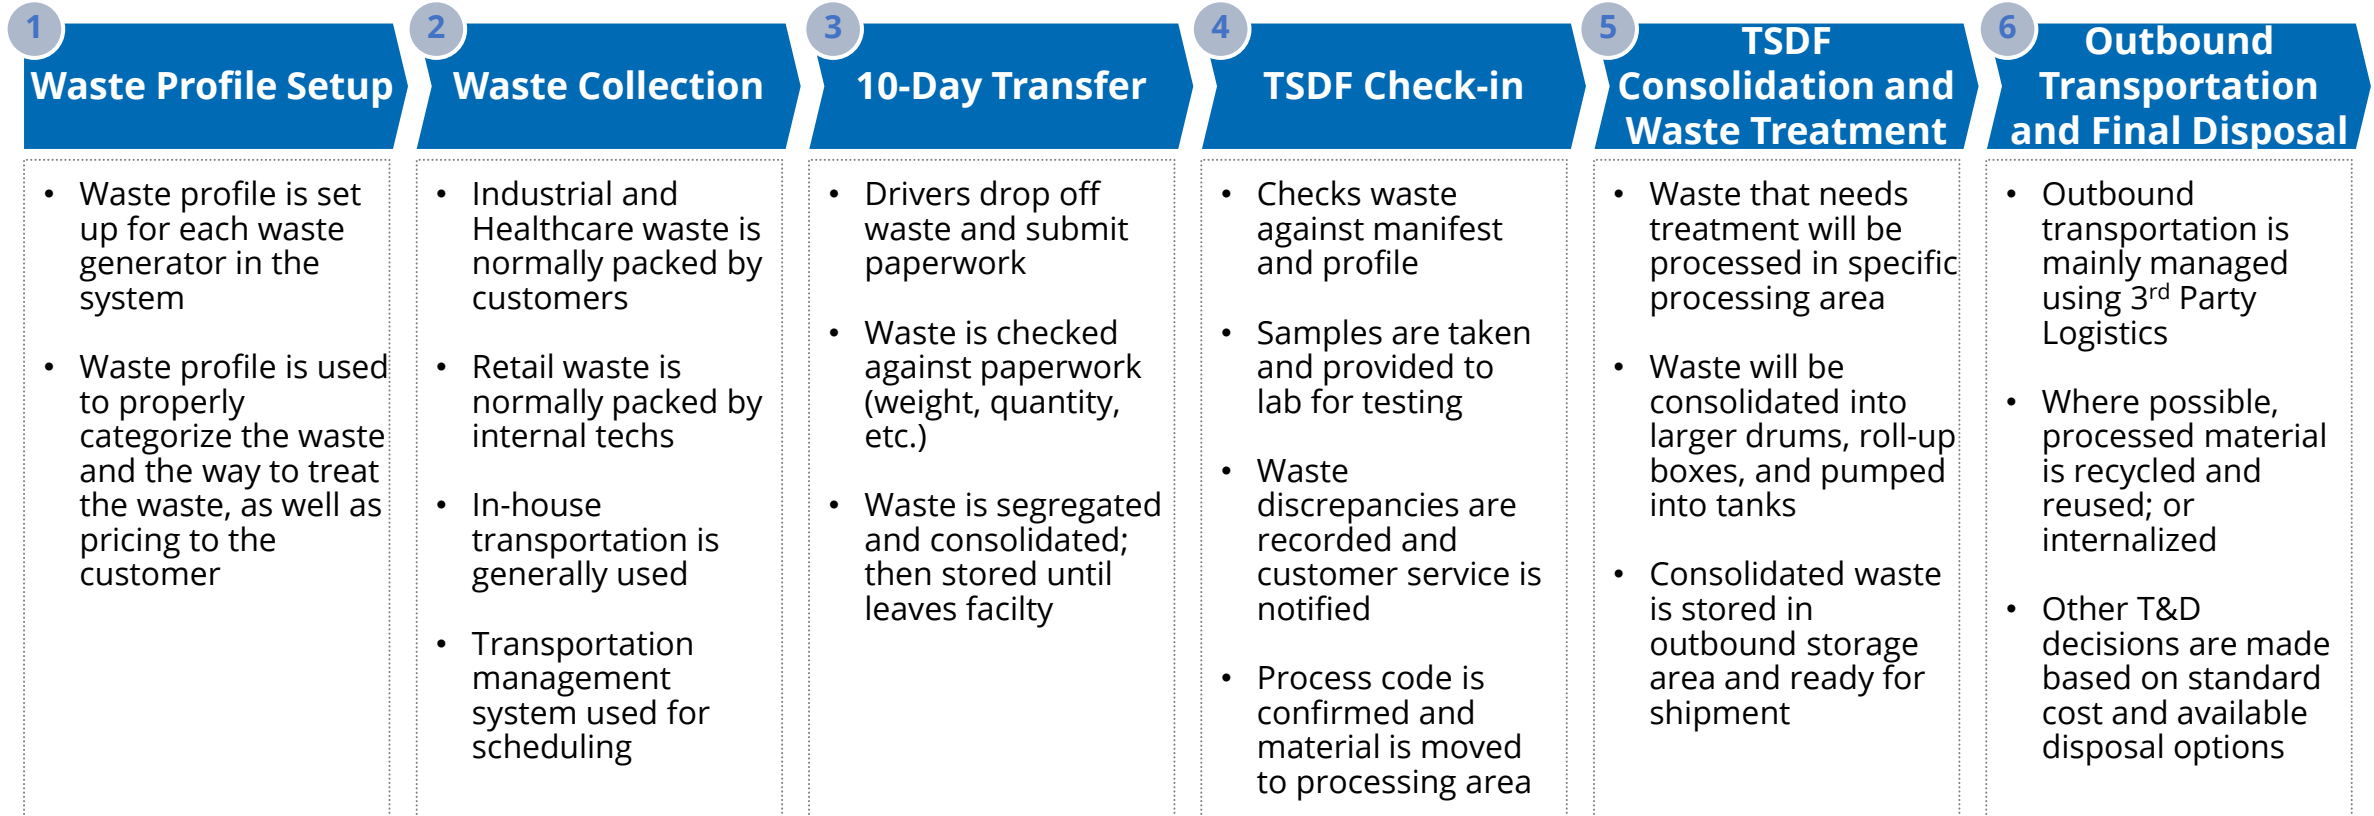 1
Waste Profile Setup
• Waste profile is set
up for each waste
generator in the
system
• Waste profile is used
to properly
categorize the waste
and the way to treat
the waste, as well as
pricing to the
customer
2
Waste Collection
• Industrial and
Healthcare waste is
normally packed by
customers
• Retail waste is
normally packed by
internal techs
• In-house
transportation is
generally used
• Transportation
management
system used for
scheduling
3
10-Day Transfer
• Drivers drop off
waste and submit
paperwork
• Waste is checked
against paperwork
(weight, quantity,
etc.)
• Waste is segregated
and consolidated;
then stored until
leaves facilty
4
TSDF Check-in
• Checks waste
against manifest
and profile
• Samples are taken
and provided to
lab for testing
• Waste
discrepancies are
recorded and
customer service is
notified
• Process code is
confirmed and
material is moved
to processing area
5
TSDF
Consolidation and
Waste Treatment
• Waste that needs
treatment will be
processed in specific
processing area
• Waste will be
consolidated into
larger drums, roll-up
boxes, and pumped
into tanks
• Consolidated waste
is stored in
outbound storage
area and ready for
shipment
6
Outbound
Transportation
and Final Disposal
• Outbound
transportation is
mainly managed
using 3rd Party
Logistics
• Where possible,
processed material
is recycled and
reused; or
internalized
• Other T&D
decisions are made
based on standard
cost and available
disposal options